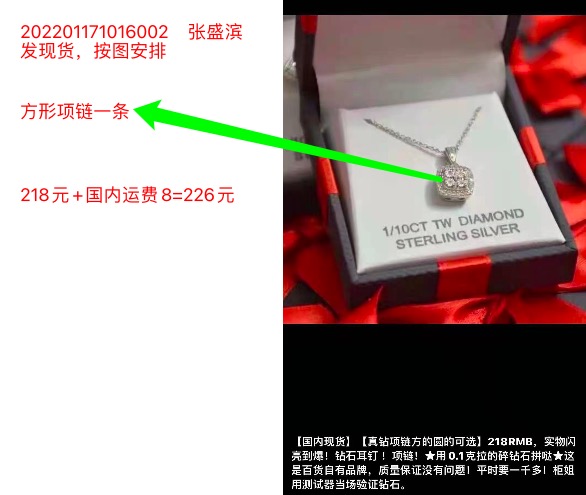 202201171016002 张盛滨
发现货，按图安排
方形项链一条
218元+国内运费8=226元
1/10CT TW DIAMOND
STERLING SILVER
【国内现货】【真钻项链方的圆的可选】218RMB，实物闪
亮到爆！钻石耳钉！项链！★用 0.1克拉的碎钻石拼哒★这
是百货自有品牌，质量保证没有问题！平时要一千多！柜姐
用测试器当场验证钻石。